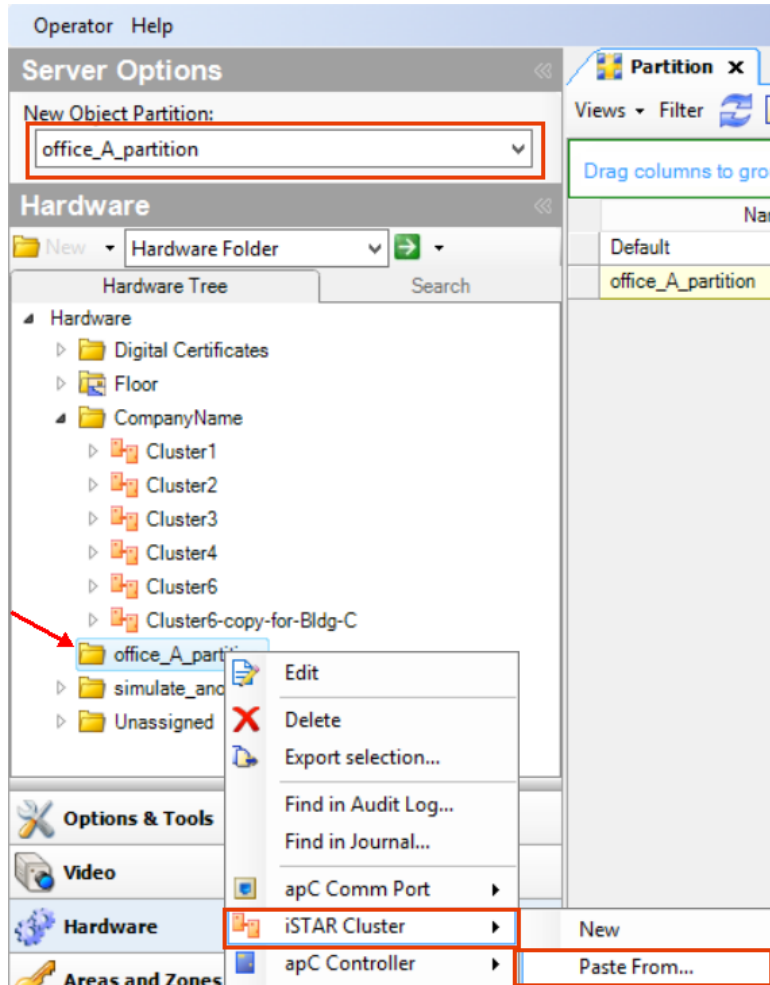 Operator Help
Server Options
New Object Partition:
office_A_partition
Hardware
New Hardware Folder
Hardware Tree Search
Hardware
Digital Certificates
Floor
CompanyName
Cluster1
Cluster2
Cluster3
Cluster4
Cluster6
Cluster6-copy-for-Bldg-C
office_A_parti
simulate_and
Unassigned
Options & Tools
Video
Hardware
Areas and Zones
Edit
Delete
Export selection...
Find in Audit Log...
Find in Journal...
apC Comm Port
iSTAR Cluster
apC Controller
New
Paste From...
Partition X
Views Filter
Drag columns to gro
Nar
Default
office_A_partition